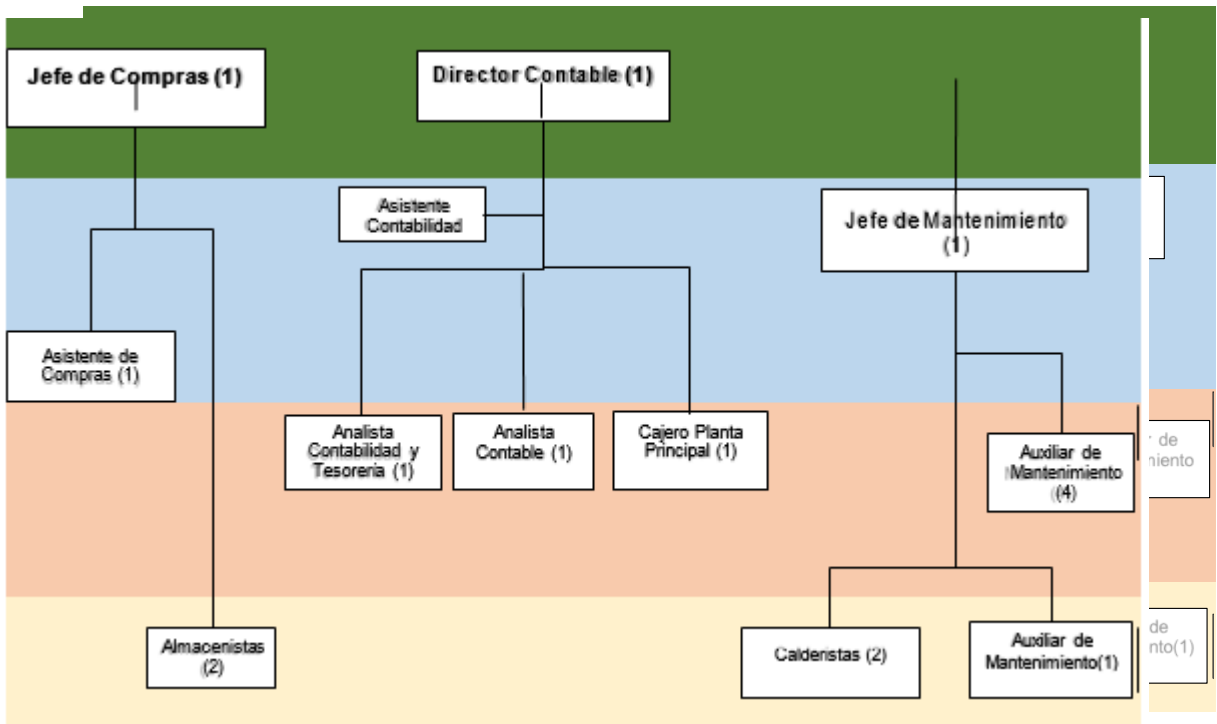 Jefe de Compras (1)
Director Contable (1)
Asistente
Contabilidad
Jefe de Mantenimiento
(1)
Asistente de
Compras (1)
Analista
Contabilidad y
Tesoreria (1)
Analista
Contable (1)
Cajero Planta
Principal (1)
Auxiliar de
Mantenimiento
(4)
Almacenistas
(2)
Calderistas (2)
Auxiliar de
Mantenimiento(1)
de
de